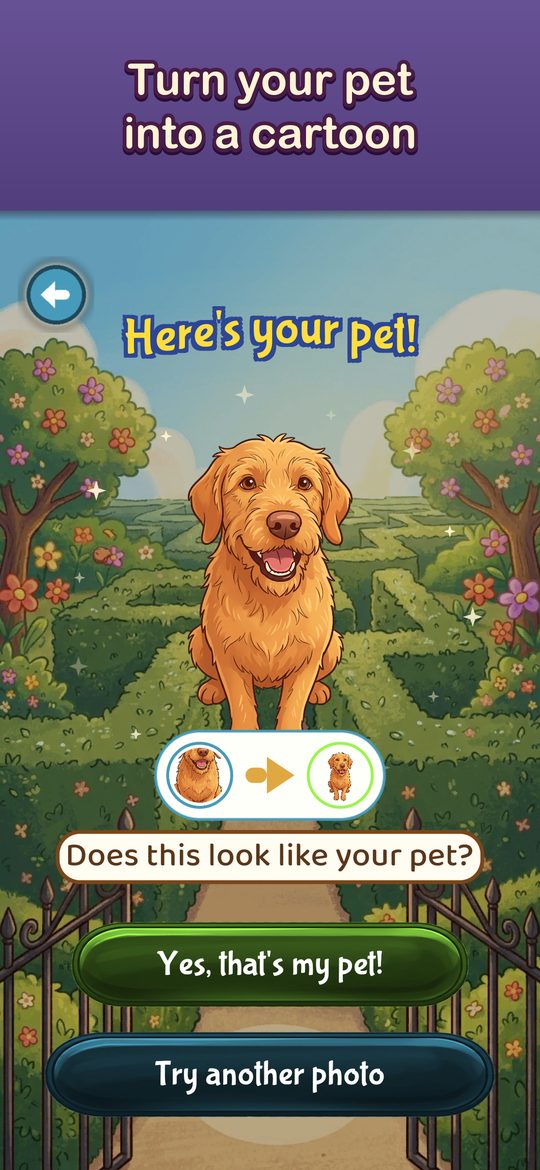 Turn your pet
into a cartoon
Here's your pet!
Does this look like your pet?
Yes, that's my pet!
Try another photo